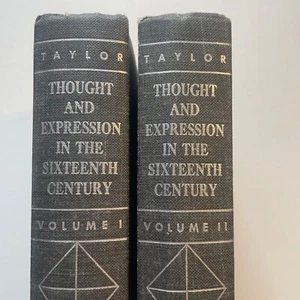 TAYLOR
THOUGHT
AND
EXPRESSION
IN THE
SIXTEENTH
CENTURY
VOLUME I
TAYLOR
THOUGHT
AND
EXPRESSION
IN THE
SIXTEENTH
CENTURY
VOLUME II